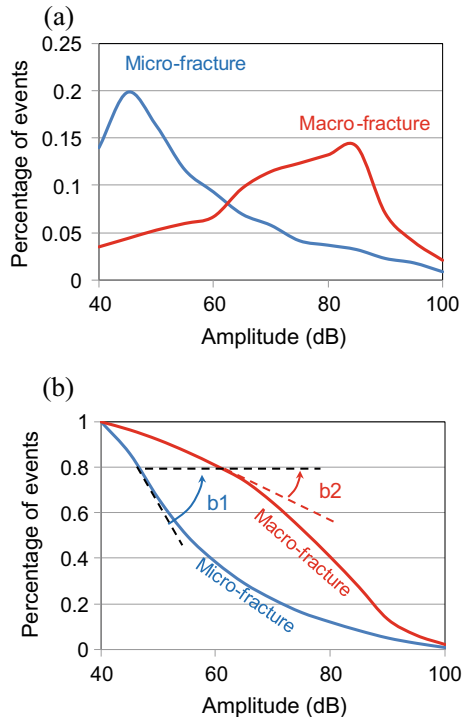 (a)
0.25
0.2
0.15
0.1
0.05
0
Percentage of events
Micro-fracture
Macro-fracture
40
60
80
100
Amplitude (dB)
(b)
1
0.8
0.6
0.4
0.2
0
Percentage of events
b1
b2
Macro-fracture
Micro-fracture
40
60
80
100
Amplitude (dB)